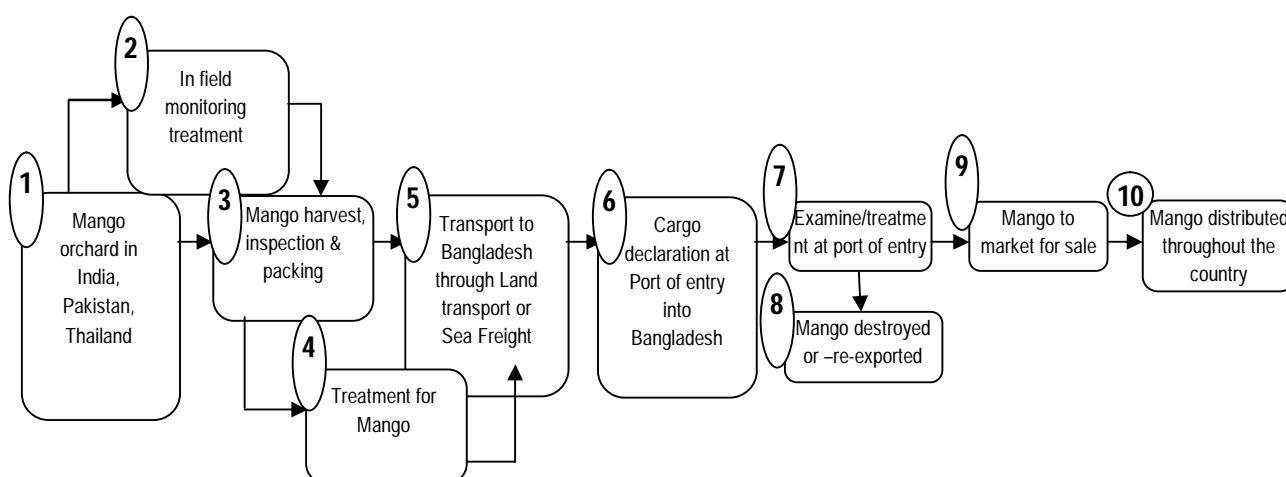 1
Mango
orchard in
India,
Pakistan,
Thailand
2
In field
monitoring
treatment
3
Mango harvest,
inspection &
packing
4
Treatment for
Mango
5
Transport to
Bangladesh
through Land
transport or
Sea Freight
6
Cargo
declaration at
Port of entry
into
Bangladesh
7
Examine/treatme
nt at port of entry
8
Mango destroyed
or –re-exported
9
Mango to
market for sale
10
Mango distributed
throughout the
country